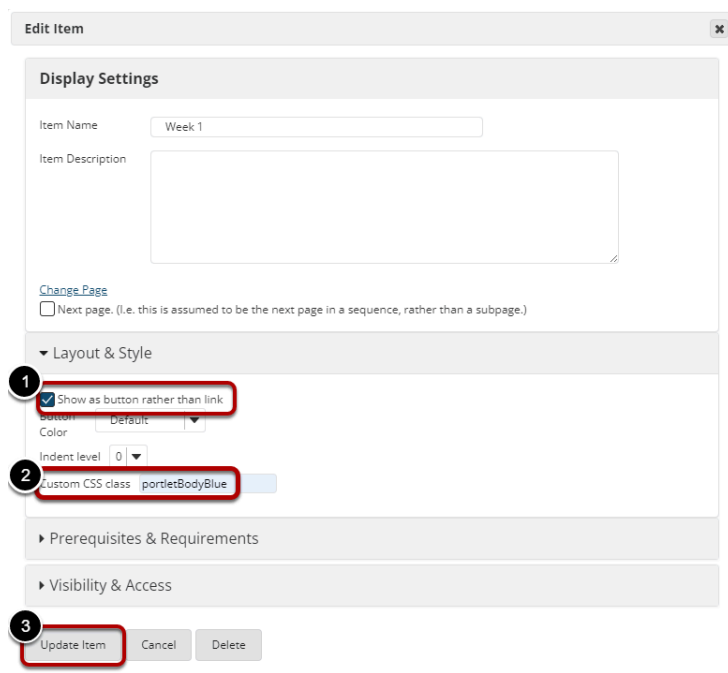 Edit Item
Display Settings
Item Name Week 1
Item Description
Change Page
Next page. (I.e. this is assumed to be the next page in a sequence, rather than a subpage.)
Layout & Style
1
Show as button rather than link
Button Color Default
Indent level 0
2
Custom CSS class portletBodyBlue
Prerequisites & Requirements
Visibility & Access
3
Update Item Cancel Delete